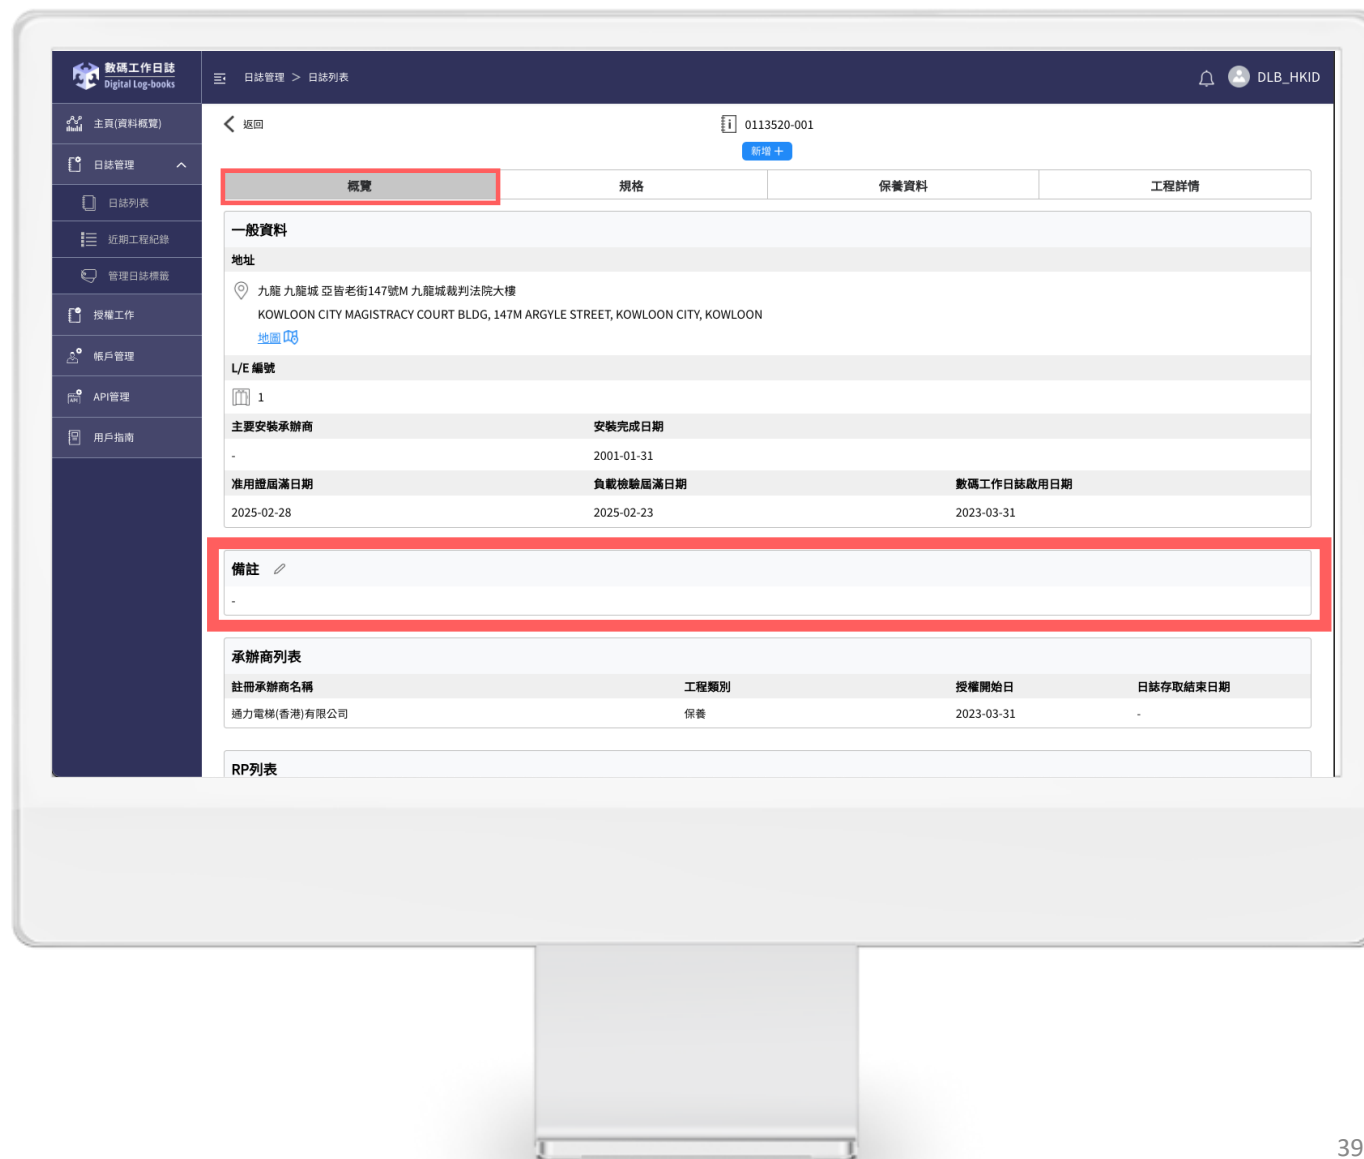 數碼工作日誌
Digital Log-books
日誌管理 > 日誌列表
DLB_HKID
主頁(資料概覽)
日誌管理
日誌列表
近期工程紀錄
管理日誌標籤
授權工作
帳戶管理
API管理
用戶指南
返回
0113520-001
新增 +
概覽 規格 保養資料 工程詳情
一般資料
地址
九龍 九龍城 亞皆老街147號M 九龍城裁判法院大樓
KOWLOON CITY MAGISTRACY COURT BLDG, 147M ARGYLE STREET, KOWLOON CITY, KOWLOON
地圖
L/E 編號
1
主要安裝承辦商 安裝完成日期
- 2001-01-31
准用證屆滿日期 負載檢驗屆滿日期 數碼工作日誌啟用日期
2025-02-28 2025-02-23 2023-03-31
備註
-
承辦商列表
註冊承辦商名稱 工程類別 授權開始日 日誌存取結束日期
通力電梯(香港)有限公司 保養 2023-03-31 -
RP列表
39